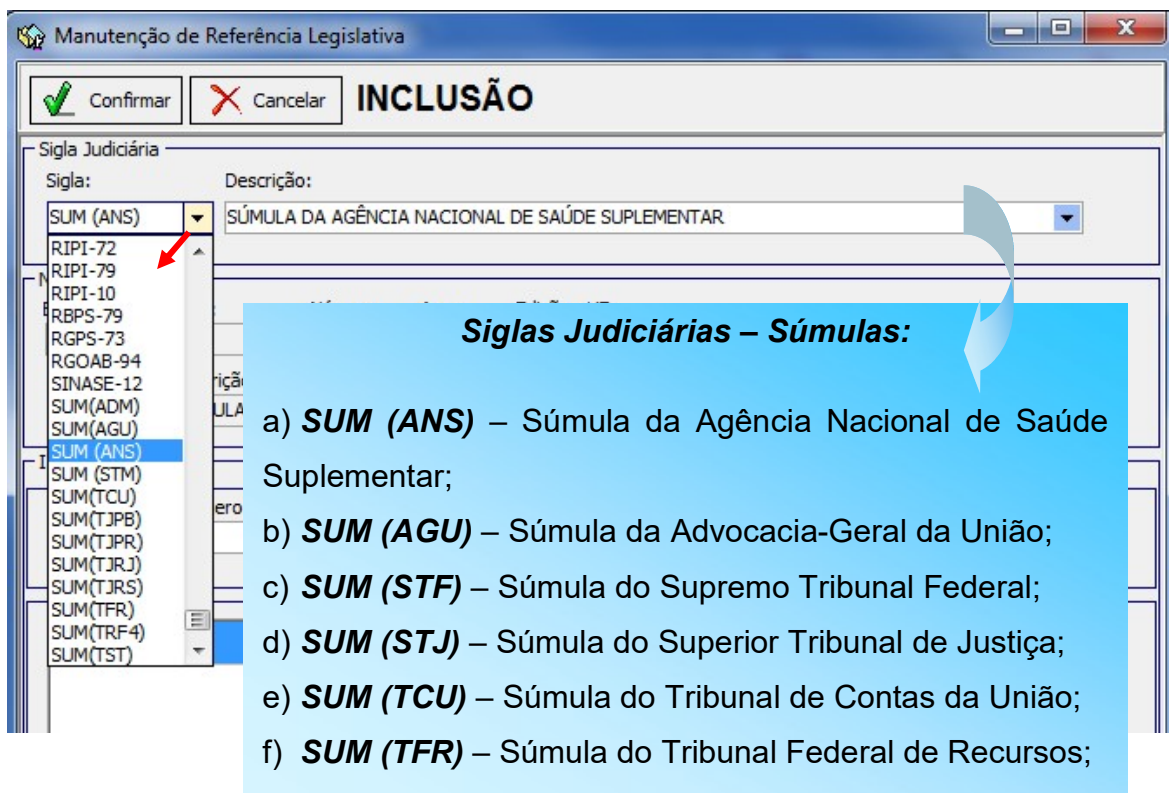 Manutenção de Referência Legislativa
Confirmar Cancelar INCLUSÃO
Sigla Judiciária
Sigla: Descrição:
SUM (ANS) SÚMULA DA AGÊNCIA NACIONAL DE SAÚDE SUPLEMENTAR
RIPI-72
RIPI-79
RIPI-10
RBPS-79
RGPS-73
RGOAB-94
SINASE-12
SUM(ADM)
SUM(AGU)
SUM (ANS)
SUM (STM)
SUM(TCU)
SUM(TJPB)
SUM(TJPR)
SUM(TJRJ)
SUM(TJRS)
SUM(TFR)
SUM(TRF4)
SUM(TST)
Siglas Judiciárias – Súmulas:
a) SUM (ANS) – Súmula da Agência Nacional de Saúde
Suplementar;
b) SUM (AGU) – Súmula da Advocacia-Geral da União;
c) SUM (STF) – Súmula do Supremo Tribunal Federal;
d) SUM (STJ) – Súmula do Superior Tribunal de Justiça;
e) SUM (TCU) – Súmula do Tribunal de Contas da União;
f) SUM (TFR) – Súmula do Tribunal Federal de Recursos;